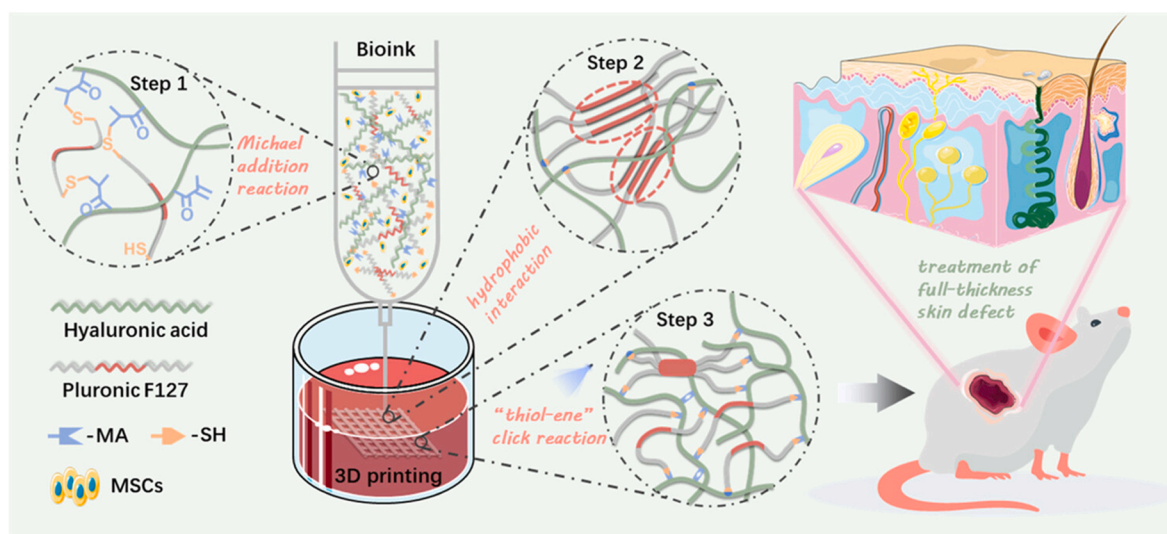 Bioink
Step 1
Michael
addition
reaction
HS
S
S
S
O
O
O
O
Step 2
hydrophobic
interaction
Step 3
"thiol-ene"
click reaction
3D printing
Hyaluronic acid
Pluronic F127
-MA
-SH
MSCs
treatment of
full-thickness
skin defect